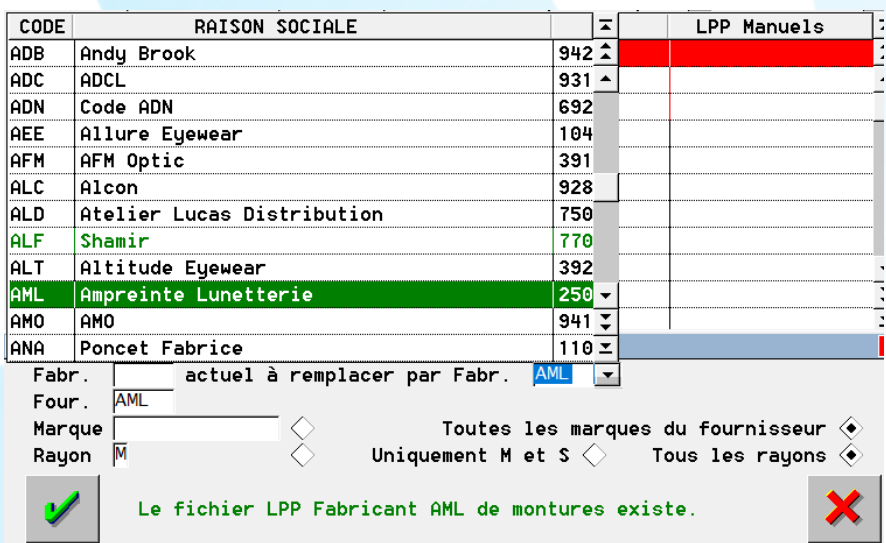 CODE RAISON SOCIALE LPP Manuels
ADB Andy Brook 942
ADC ADCL 931
ADN Code ADN 692
AEE Allure Eyewear 104
AFM AFM Optic 391
ALC Alcon 928
ALD Atelier Lucas Distribution 750
ALF Shamir 770
ALT Altitude Eyewear 392
AML Ampreinte Lunetterie 250
AMO AMO 941
ANA Poncet Fabrice 110
Fabr. actuel à remplacer par Fabr. AML
Four. AML
Marque Toutes les marques du fournisseur
Rayon M Uniquement M et S Tous les rayons
Le fichier LPP Fabricant AML de montures existe.